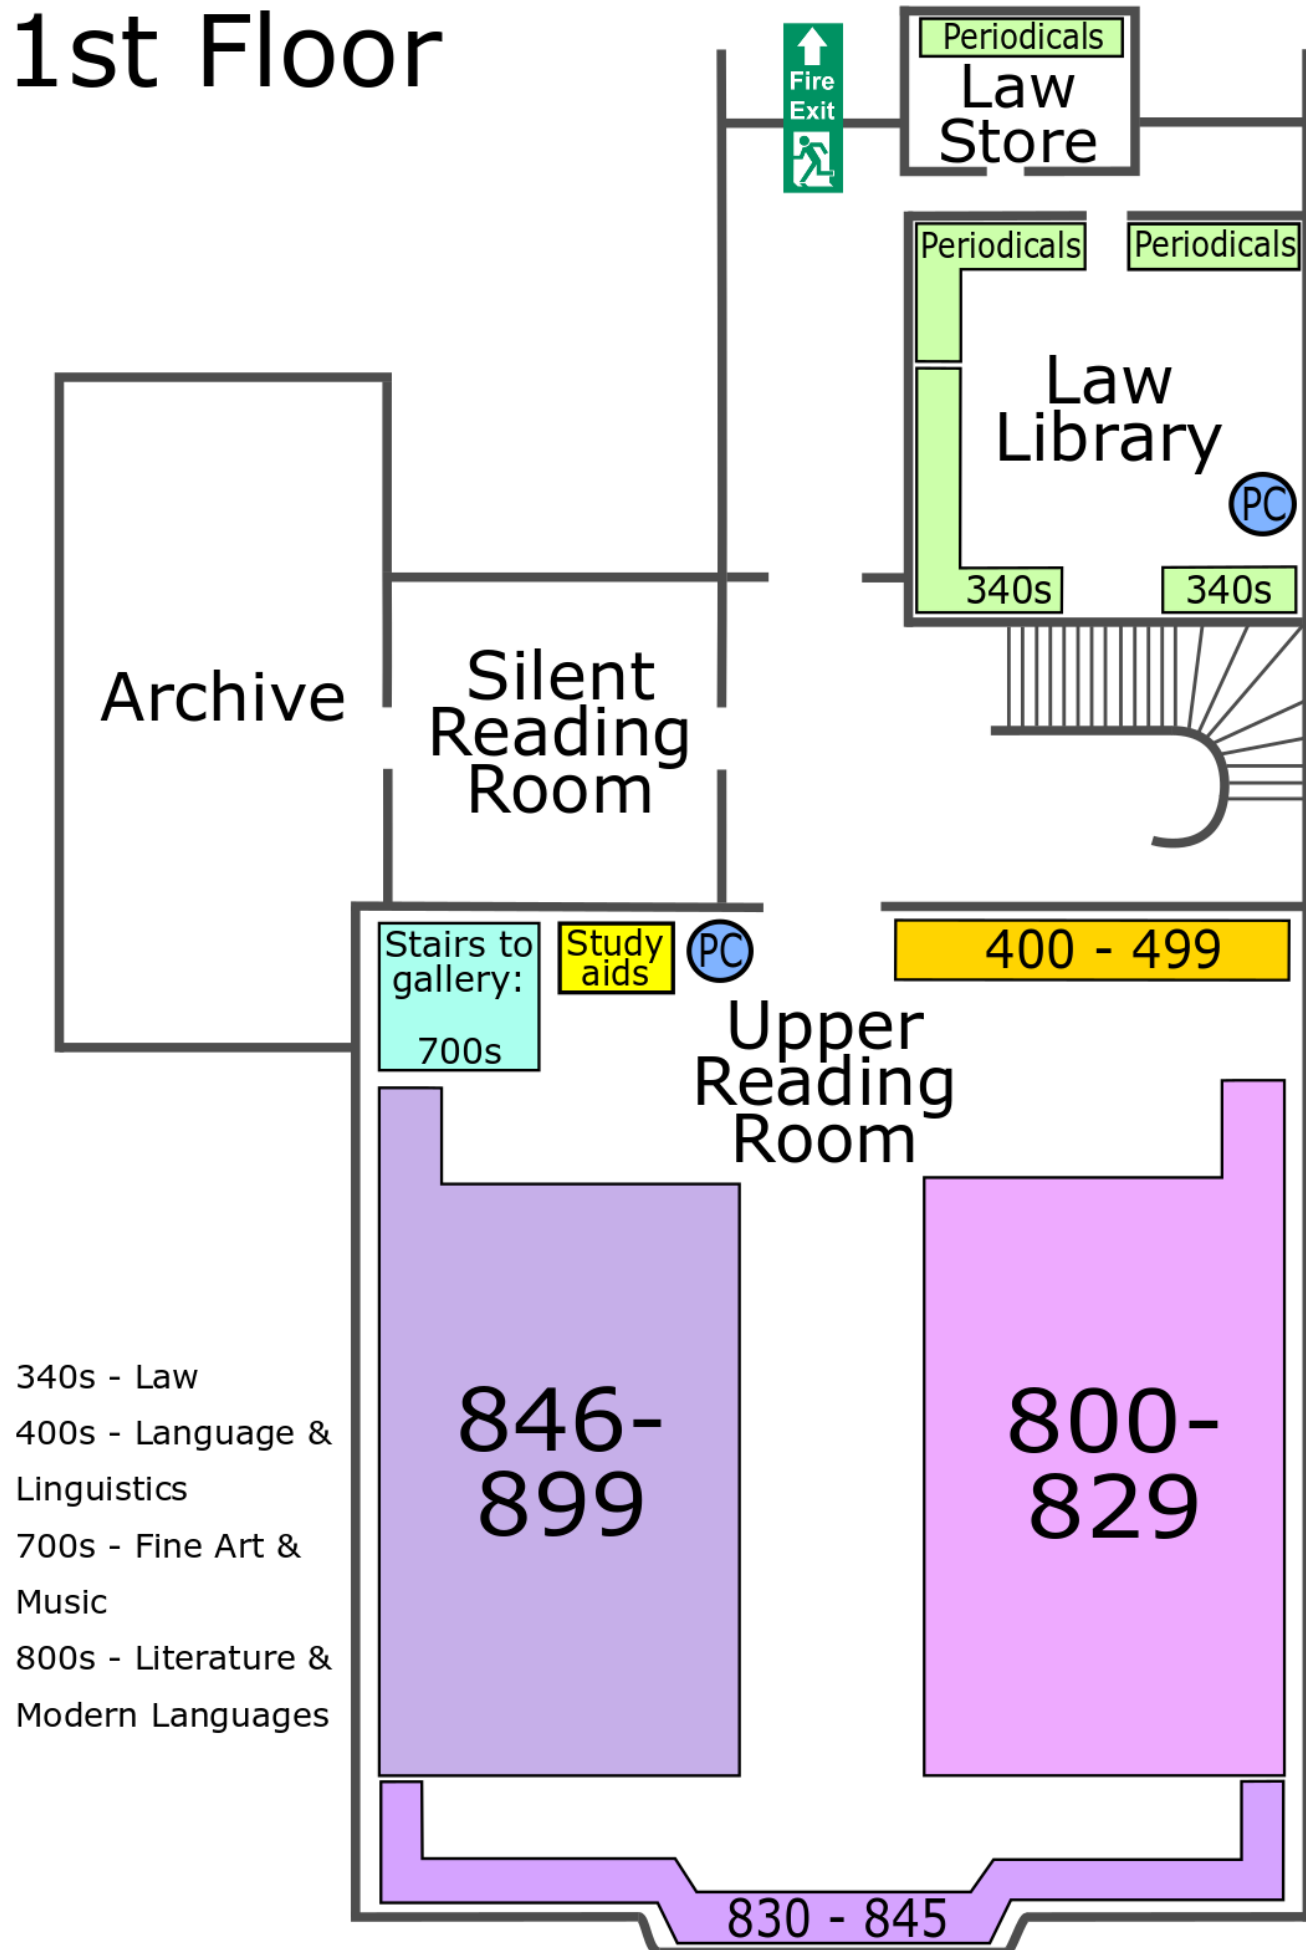 1st Floor
Fire
Exit
Periodicals
Law
Store
Periodicals
Periodicals
Law
Library
PC
340s
340s
Archive
Silent
Reading
Room
Stairs to
gallery:
700s
Study
aids
PC
400 - 499
Upper
Reading
Room
846-
899
800-
829
830 - 845
340s - Law
400s - Language &
Linguistics
700s - Fine Art &
Music
800s - Literature &
Modern Languages